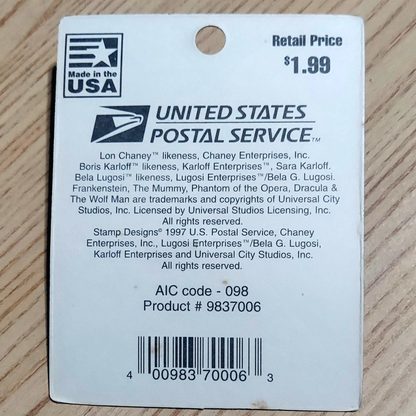 Made in the
USA
Retail Price
$1.99
UNITED STATES
POSTAL SERVICE™
Lon Chaney™ likeness, Chaney Enterprises, Inc.
Boris Karloff™ likeness, Karloff Enterprises™, Sara Karloff.
Bela Lugosi™ likeness, Lugosi Enterprises™/Bela G. Lugosi.
Frankenstein, The Mummy, Phantom of the Opera, Dracula &
The Wolf Man are trademarks and copyrights of Universal City
Studios, Inc. Licensed by Universal Studios Licensing, Inc.
All rights reserved.
Stamp Designs © 1997 U.S. Postal Service, Chaney
Enterprises, Inc., Lugosi Enterprises™/Bela G. Lugosi,
Karloff Enterprises and Universal City Studios, Inc.
All rights reserved.
AIC code - 098
Product # 9837006
4 00983 70006 3